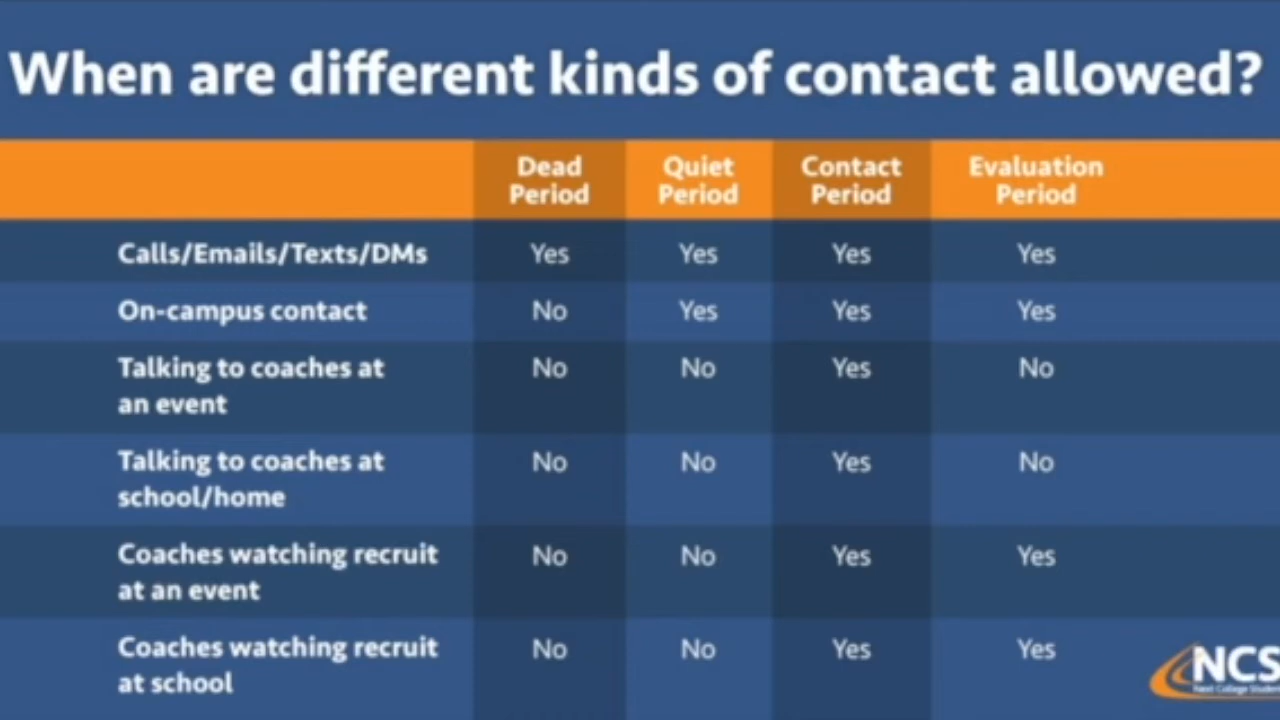 When are different kinds of contact allowed?
Dead Period Quiet Period Contact Period Evaluation Period
Calls/Emails/Texts/DMs Yes Yes Yes Yes
On-campus contact No Yes Yes Yes
Talking to coaches at an event No No Yes No
Talking to coaches at school/home No No Yes No
Coaches watching recruit at an event No No Yes Yes
Coaches watching recruit at school No No Yes Yes
NCS
Next College